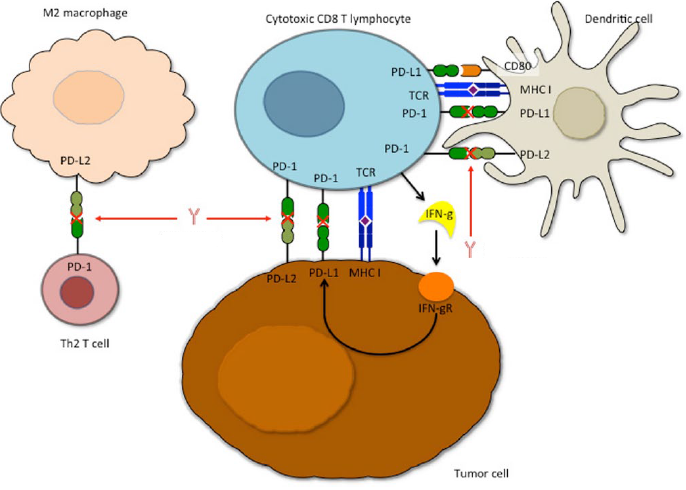 M2 macrophage
Cytotoxic CD8 T lymphocyte
Dendritic cell
PD-L1
CD80
TCR
MHC I
PD-1
PD-L1
PD-1
PD-L2
PD-L2
PD-1
PD-1
TCR
IFN-g
PD-1
PD-L2
PD-L1
MHC I
IFN-gR
Th2 T cell
Tumor cell